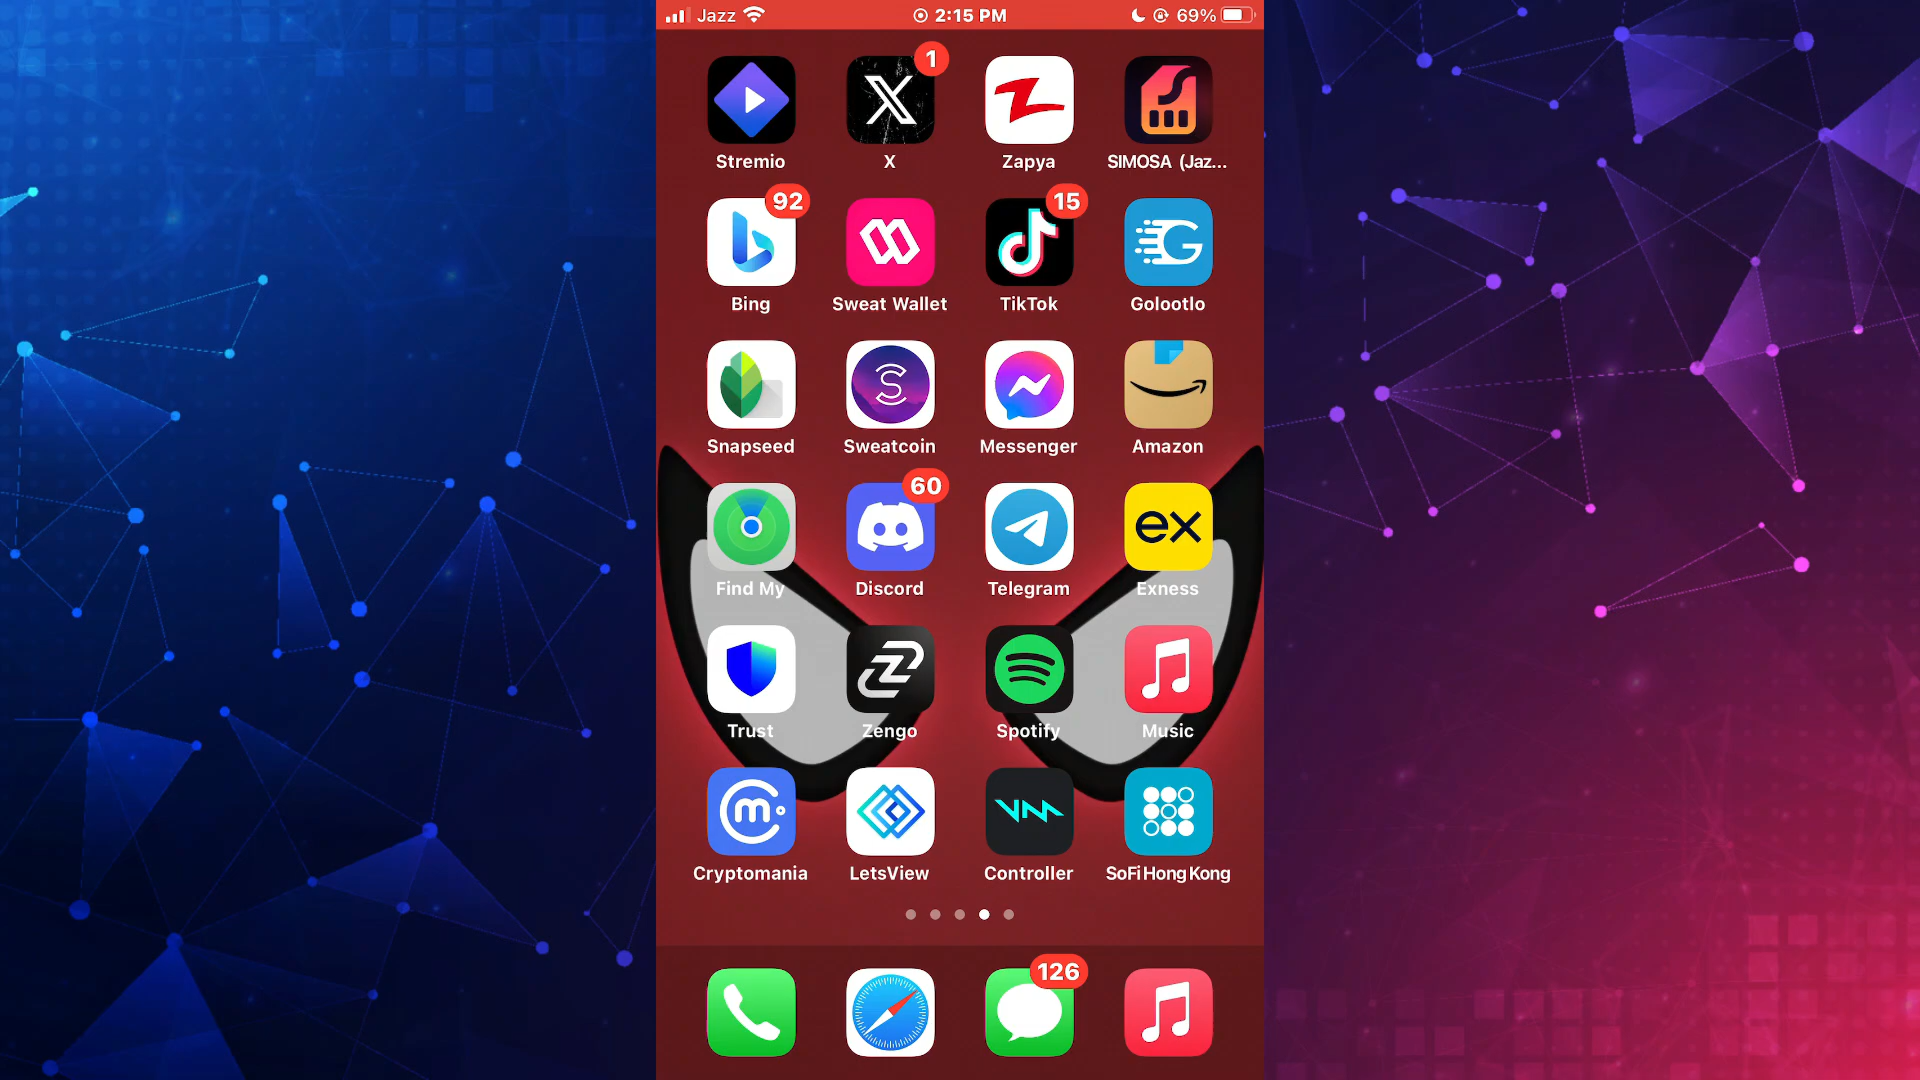 Jazz 2:15 PM 69%
1
Stremio X Zapya SIMOSA (Jaz...
92 15
Bing Sweat Wallet TikTok Golootlo
Snapseed Sweatcoin Messenger Amazon
60
ex
Find My Discord Telegram Exness
Trust Zengo Spotify Music
Cryptomania LetsView Controller SoFi Hong Kong
126